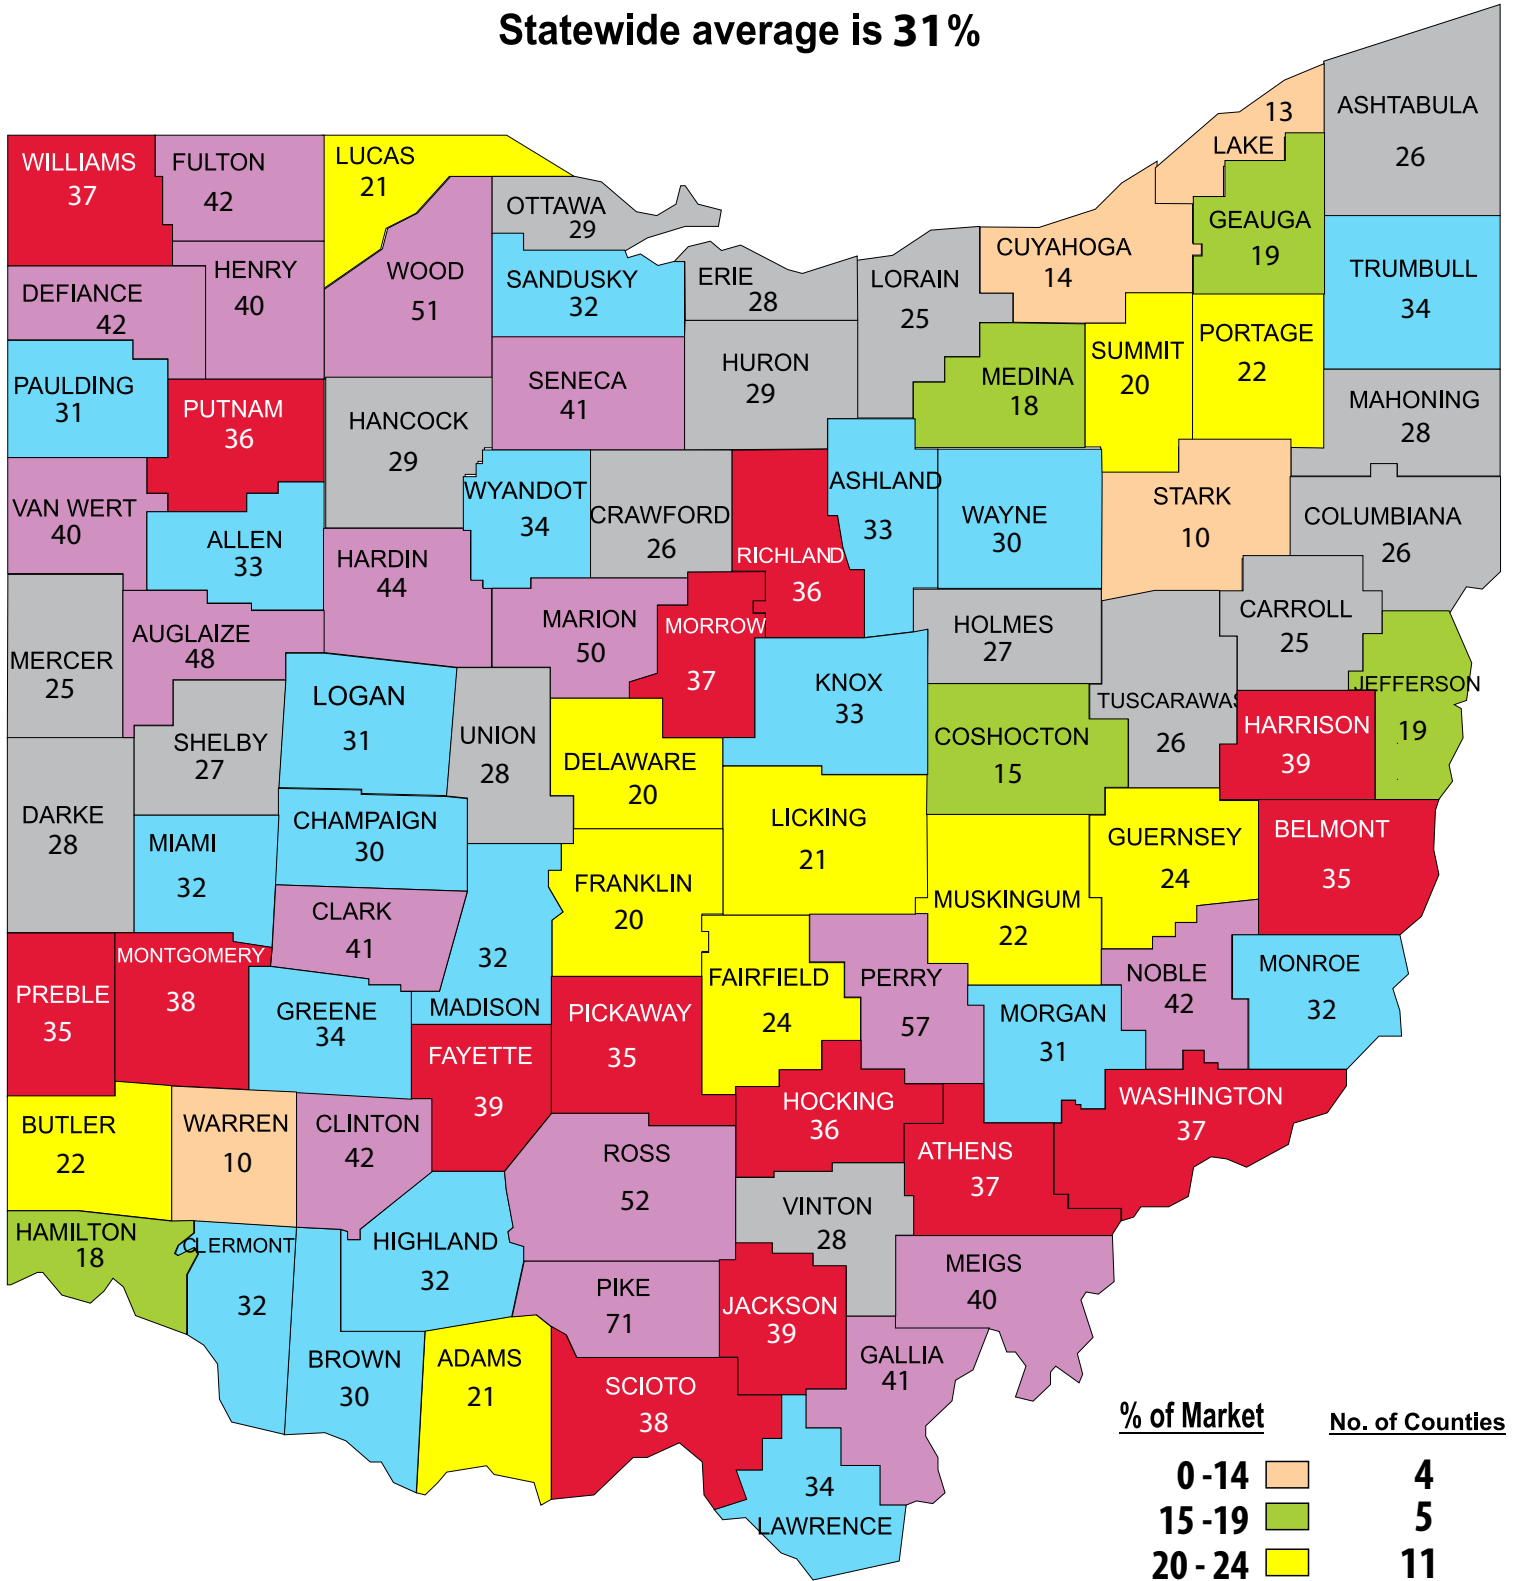 Statewide average is 31%
13
LAKE
ASHTABULA
26
WILLIAMS
37
FULTON
42
LUCAS
21
OTTAWA
29
GEAUGA
19
CUYAHOGA
14
HENRY
40
WOOD
51
SANDUSKY
32
ERIE
28
LORAIN
25
TRUMBULL
34
DEFIANCE
42
PORTAGE
22
SUMMIT
20
PAULDING
31
PUTNAM
36
SENECA
41
HURON
29
MEDINA
18
MAHONING
28
HANCOCK
29
WYANDOT
34
CRAWFORD
26
ASHLAND
33
WAYNE
30
STARK
10
COLUMBIANA
26
VAN WERT
40
ALLEN
33
HARDIN
44
RICHLAND
36
MARION
50
MORROW
37
HOLMES
27
CARROLL
25
AUGLAIZE
48
MERCER
25
LOGAN
31
KNOX
33
TUSCARAWAS
26
JEFFERSON
19
HARRISON
39
SHELBY
27
UNION
28
DELAWARE
20
COSHOCTON
15
DARKE
28
MIAMI
32
CHAMPAIGN
30
LICKING
21
GUERNSEY
24
BELMONT
35
CLARK
41
FRANKLIN
20
MUSKINGUM
22
MONTGOMERY
38
32
MADISON
FAIRFIELD
24
PERRY
57
NOBLE
42
MONROE
32
PREBLE
35
GREENE
34
PICKAWAY
35
MORGAN
31
FAYETTE
39
HOCKING
36
WASHINGTON
37
BUTLER
22
WARREN
10
CLINTON
42
ROSS
52
ATHENS
37
VINTON
28
HAMILTON
18
CLERMONT
32
HIGHLAND
32
MEIGS
40
PIKE
71
JACKSON
39
BROWN
30
ADAMS
21
SCIOTO
38
GALLIA
41
34
LAWRENCE
% of Market No. of Counties
0 -14 4
15 -19 5
20 - 24 11